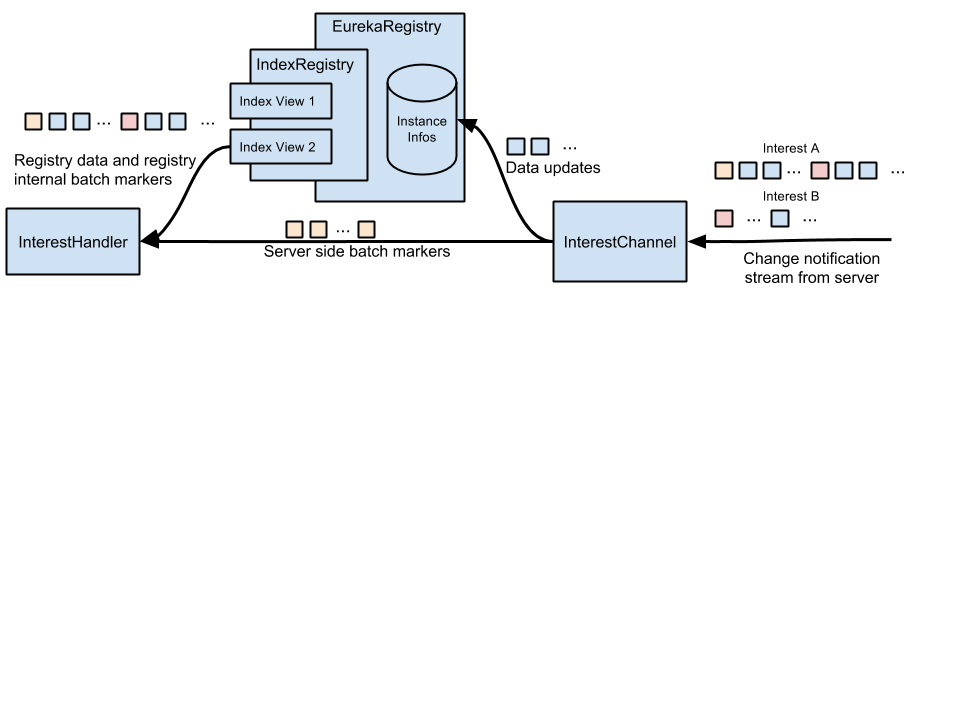 EurekaRegistry
IndexRegistry
Index View 1
Index View 2
Instance
Infos
...
...
Registry data and registry
internal batch markers
...
Data updates
Interest A
...
...
Interest B
...
...
InterestHandler
...
Server side batch markers
InterestChannel
Change notification
stream from server